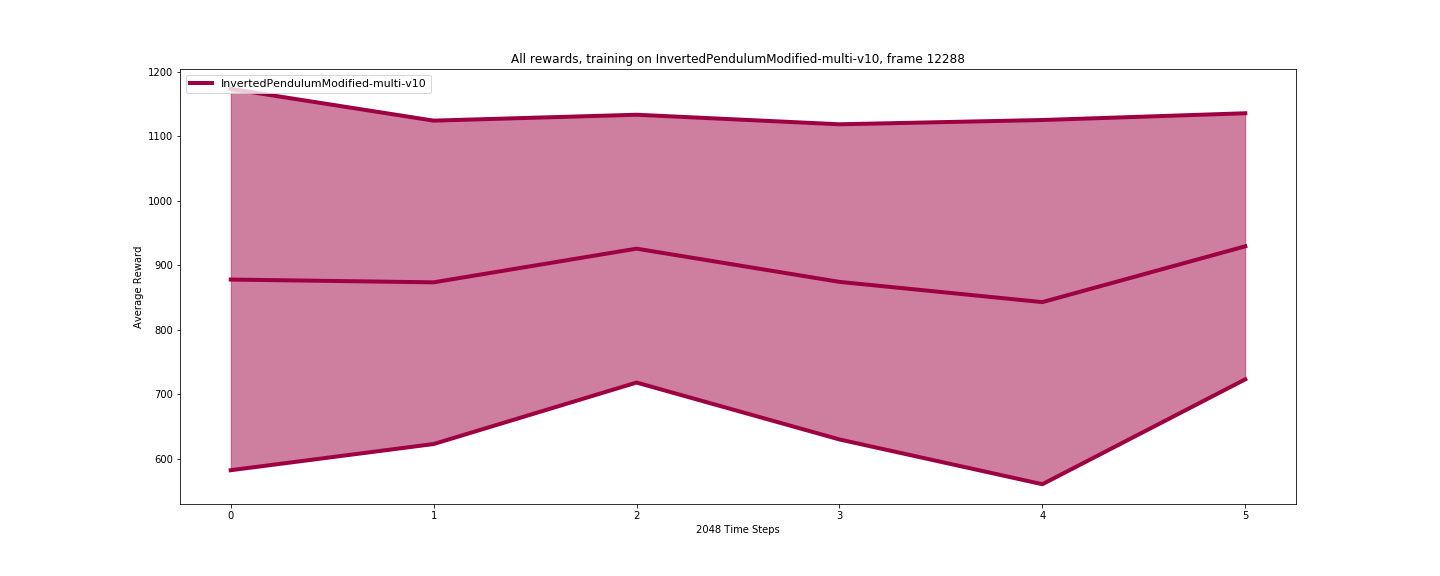 All rewards, training on InvertedPendulumModified-multi-v10, frame 12288
InvertedPendulumModified-multi-v10
Average Reward
1200
1100
1000
900
800
700
600
0 1 2 3 4 5
2048 Time Steps